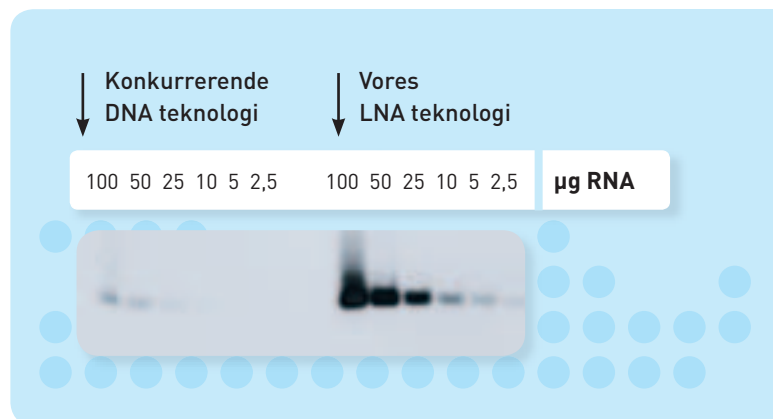 Konkurrerende
DNA teknologi
Vores
LNA teknologi
100 50 25 10 5 2,5 100 50 25 10 5 2,5 µg RNA